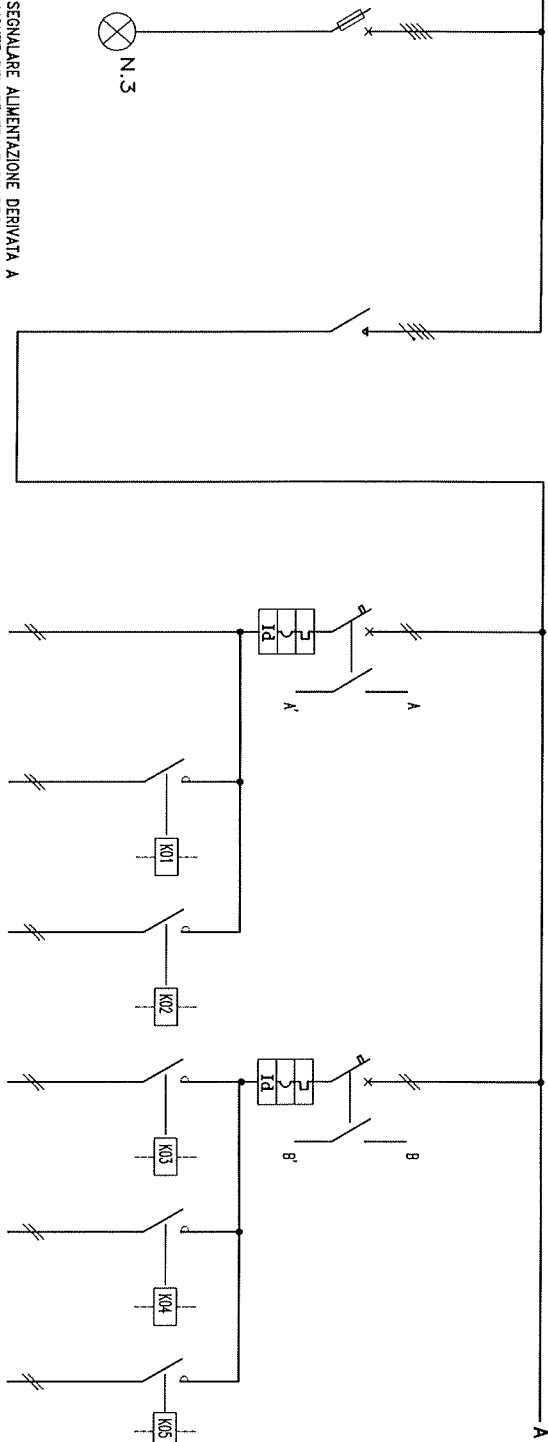 N.3
SEGNALARE ALIMENTAZIONE DERIVATA A
Id
A
A'
K01
K02
Id
B
B'
K03
K04
K05
A